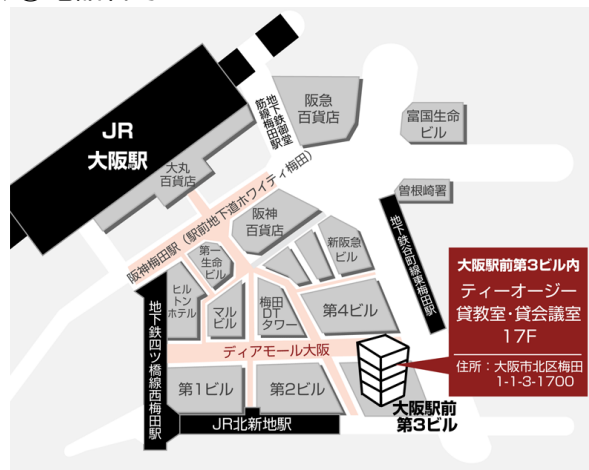 JR
大阪駅
地下鉄御堂
筋線梅田駅
阪急
百貨店
富国生命
ビル
大丸
百貨店
曽根崎署
阪神梅田駅（駅前地下道ホワイティ梅田）
阪神
百貨店
新阪急
ビル
地下鉄谷町線東梅田駅
第一
生命
ビル
ヒル
トン
ホテル
マル
ビル
梅田
DT
タワー
第4ビル
大阪駅前第3ビル内
ティーオージー
貸教室・貸会議室
17F
住所：大阪市北区梅田
1-1-3-1700
地下鉄四ツ橋線西梅田駅
ディアモール大阪
第1ビル
第2ビル
大阪駅前
第3ビル
JR北新地駅